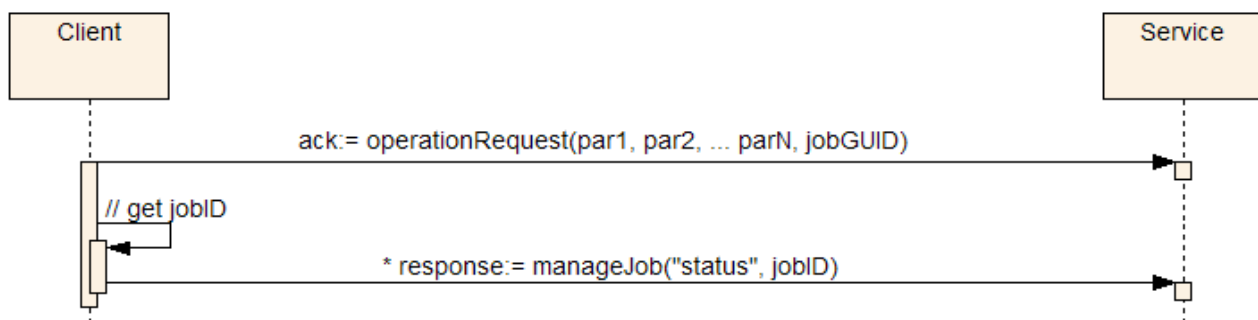 Client
Service
ack:= operationRequest(par1, par2, ... parN, jobGUID)
// get jobID
* response:= manageJob("status", jobID)